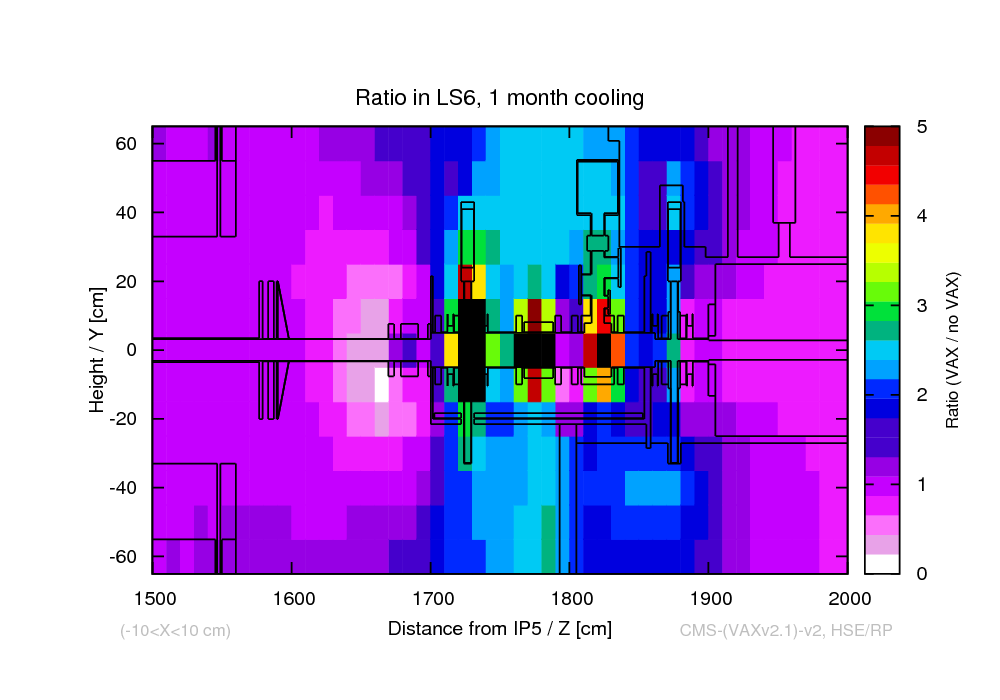 Ratio in LS6, 1 month cooling
60
40
20
0
-20
-40
-60
Height / Y [cm]
1500 1600 1700 1800 1900 2000
Distance from IP5 / Z [cm]
5
4
3
2
1
0
Ratio (VAX / no VAX)
(-10<X<10 cm)
CMS-(VAXv2.1)-v2, HSE/RP